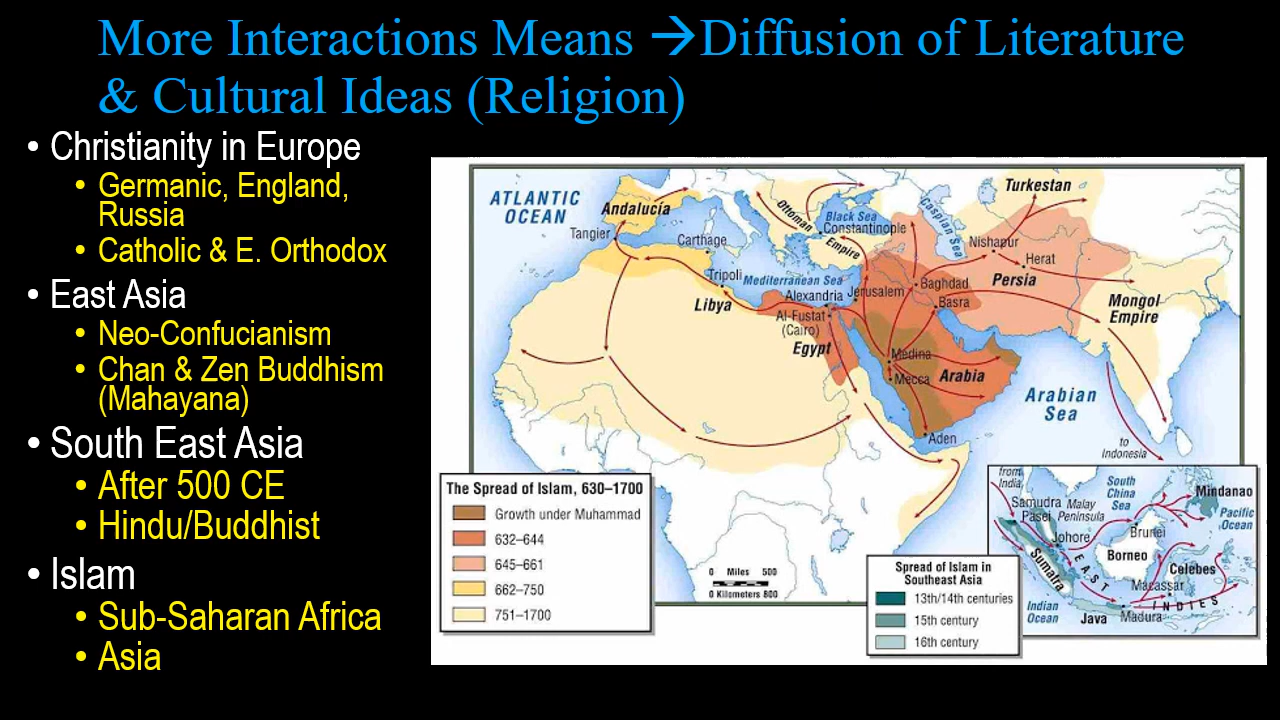 More Interactions Means →Diffusion of Literature
& Cultural Ideas (Religion)
• Christianity in Europe
• Germanic, England,
Russia
• Catholic & E. Orthodox
• East Asia
• Neo-Confucianism
• Chan & Zen Buddhism
(Mahayana)
• South East Asia
• After 500 CE
• Hindu/Buddhist
• Islam
• Sub-Saharan Africa
• Asia
ATLANTIC
OCEAN
Andalucia
Tangier
Carthage
Tripoli
Libya
Mediterranean Sea
Ottoman
Empire
Black Sea
Constantinople
Caspian Sea
Turkestan
Nishapur
Herat
Persia
Baghdad
Basra
Jerusalem
Alexandria
Al-Fustat
(Cairo)
Egypt
Medina
Mecca
Arabia
Aden
Mongol
Empire
Arabian
Sea
to
Indonesia
The Spread of Islam, 630–1700
Growth under Muhammad
632–644
645–661
662–750
751–1700
0 Miles 500
0 Kilometers 800
Spread of Islam in
Southeast Asia
13th/14th centuries
15th century
16th century
from
India
Samudra
Pasei
Malay
Peninsula
South
China
Sea
Mindanao
Pacific
Ocean
Johore
Brunei
Borneo
Celebes
Sumatra
Macassar
EAST
INDIES
Indian
Ocean
Java
Madura